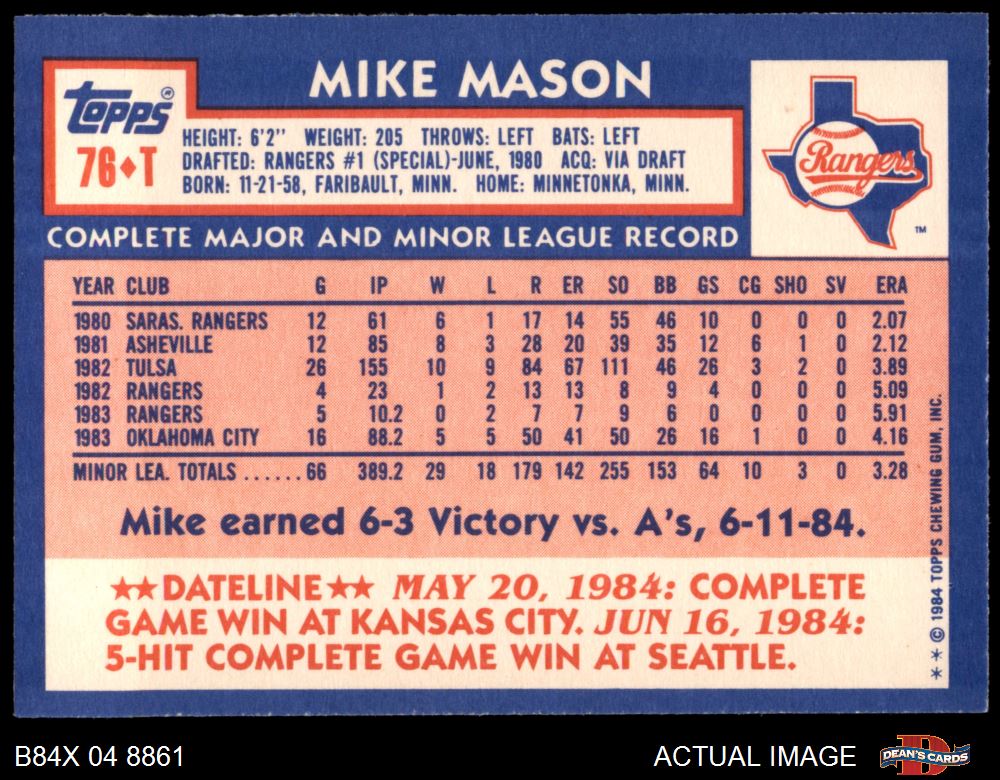 MIKE MASON
TOPPS ®
76♦T
HEIGHT: 6'2" WEIGHT: 205 THROWS: LEFT BATS: LEFT
DRAFTED: RANGERS #1 (SPECIAL)-JUNE, 1980 ACQ: VIA DRAFT
BORN: 11-21-58, FARIBAULT, MINN. HOME: MINNETONKA, MINN.
Rangers
TM
COMPLETE MAJOR AND MINOR LEAGUE RECORD
YEAR CLUB G IP W L R ER SO BB GS CG SHO SV ERA
1980 SARAS. RANGERS 12 61 6 1 17 14 55 46 10 0 0 0 2.07
1981 ASHEVILLE 12 85 8 3 28 20 39 35 12 6 1 0 2.12
1982 TULSA 26 155 10 9 84 67 111 46 26 3 2 0 3.89
1982 RANGERS 4 23 1 2 13 13 8 9 4 0 0 0 5.09
1983 RANGERS 5 10.2 0 2 7 7 9 6 0 0 0 0 5.91
1983 OKLAHOMA CITY 16 88.2 5 5 50 41 50 26 16 1 0 0 4.16
MINOR LEA. TOTALS ...... 66 389.2 29 18 179 142 255 153 64 10 3 0 3.28
Mike earned 6-3 Victory vs. A's, 6-11-84.
★★DATELINE★★ MAY 20, 1984: COMPLETE
GAME WIN AT KANSAS CITY. JUN 16, 1984:
5-HIT COMPLETE GAME WIN AT SEATTLE.
✶✶© 1984 TOPPS CHEWING GUM, INC.
B84X 04 8861
ACTUAL IMAGE
DEAN'S CARDS